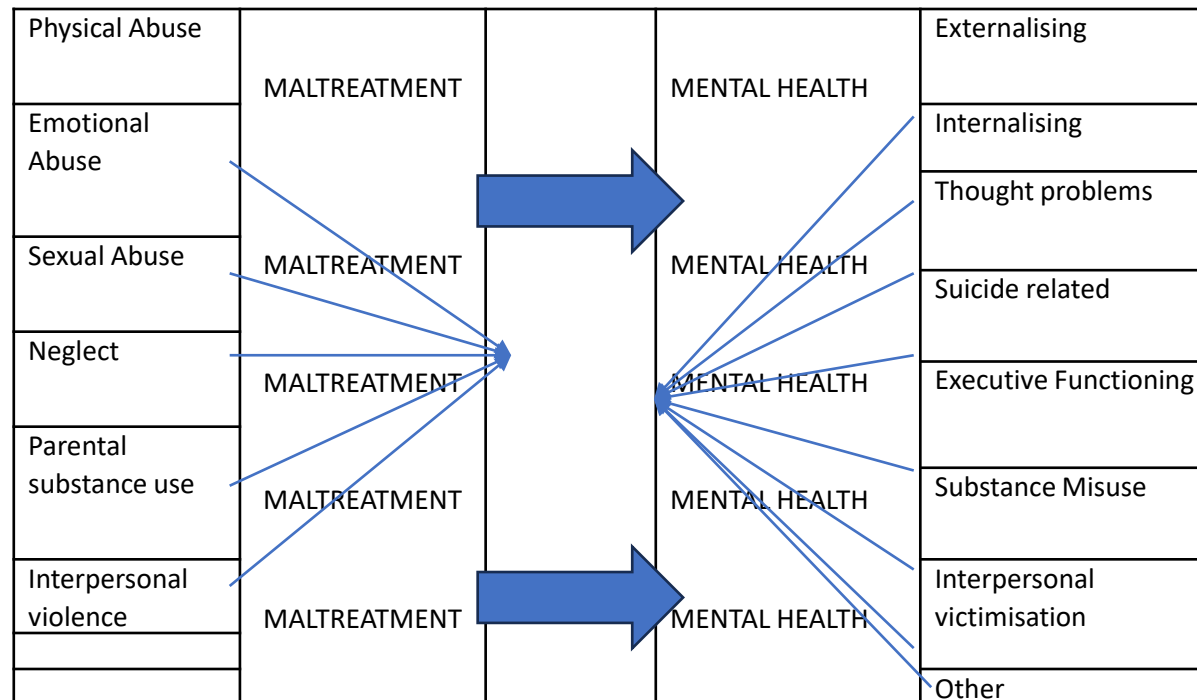 Physical Abuse
Emotional
Abuse
Sexual Abuse
Neglect
Parental
substance use
Interpersonal
violence
MALTREATMENT
MALTREATMENT
MALTREATMENT
MALTREATMENT
MALTREATMENT
MENTAL HEALTH
MENTAL HEALTH
MENTAL HEALTH
MENTAL HEALTH
MENTAL HEALTH
Externalising
Internalising
Thought problems
Suicide related
Executive Functioning
Substance Misuse
Interpersonal
victimisation
Other